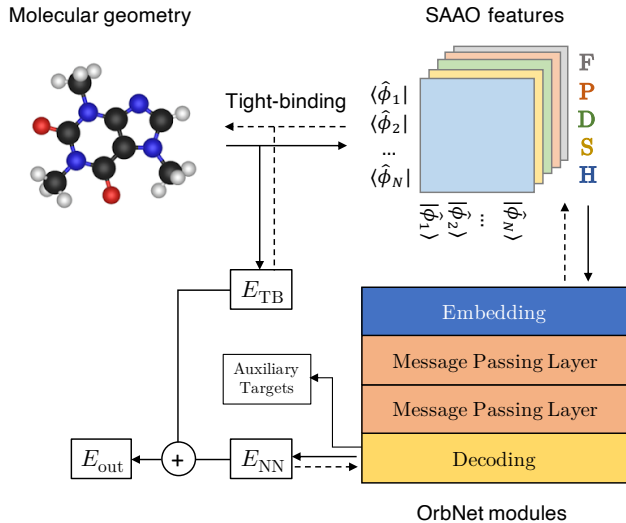 Molecular geometry
SAAO features
Tight-binding
⟨ϕ̂₁|
⟨ϕ̂₂|
...
⟨ϕ̂_N|
F
P
D
S
H
|ϕ̂₁⟩
|ϕ̂₂⟩
...
|ϕ̂_N⟩
E_TB
Embedding
Message Passing Layer
Message Passing Layer
Decoding
Auxiliary
Targets
E_out
+
E_NN
OrbNet modules